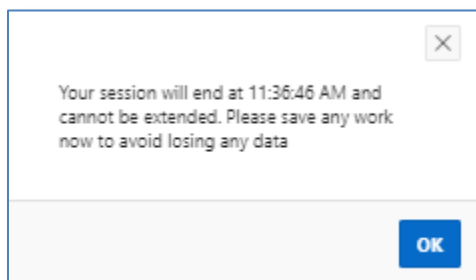 Your session will end at 11:36:46 AM and
cannot be extended. Please save any work
now to avoid losing any data
OK